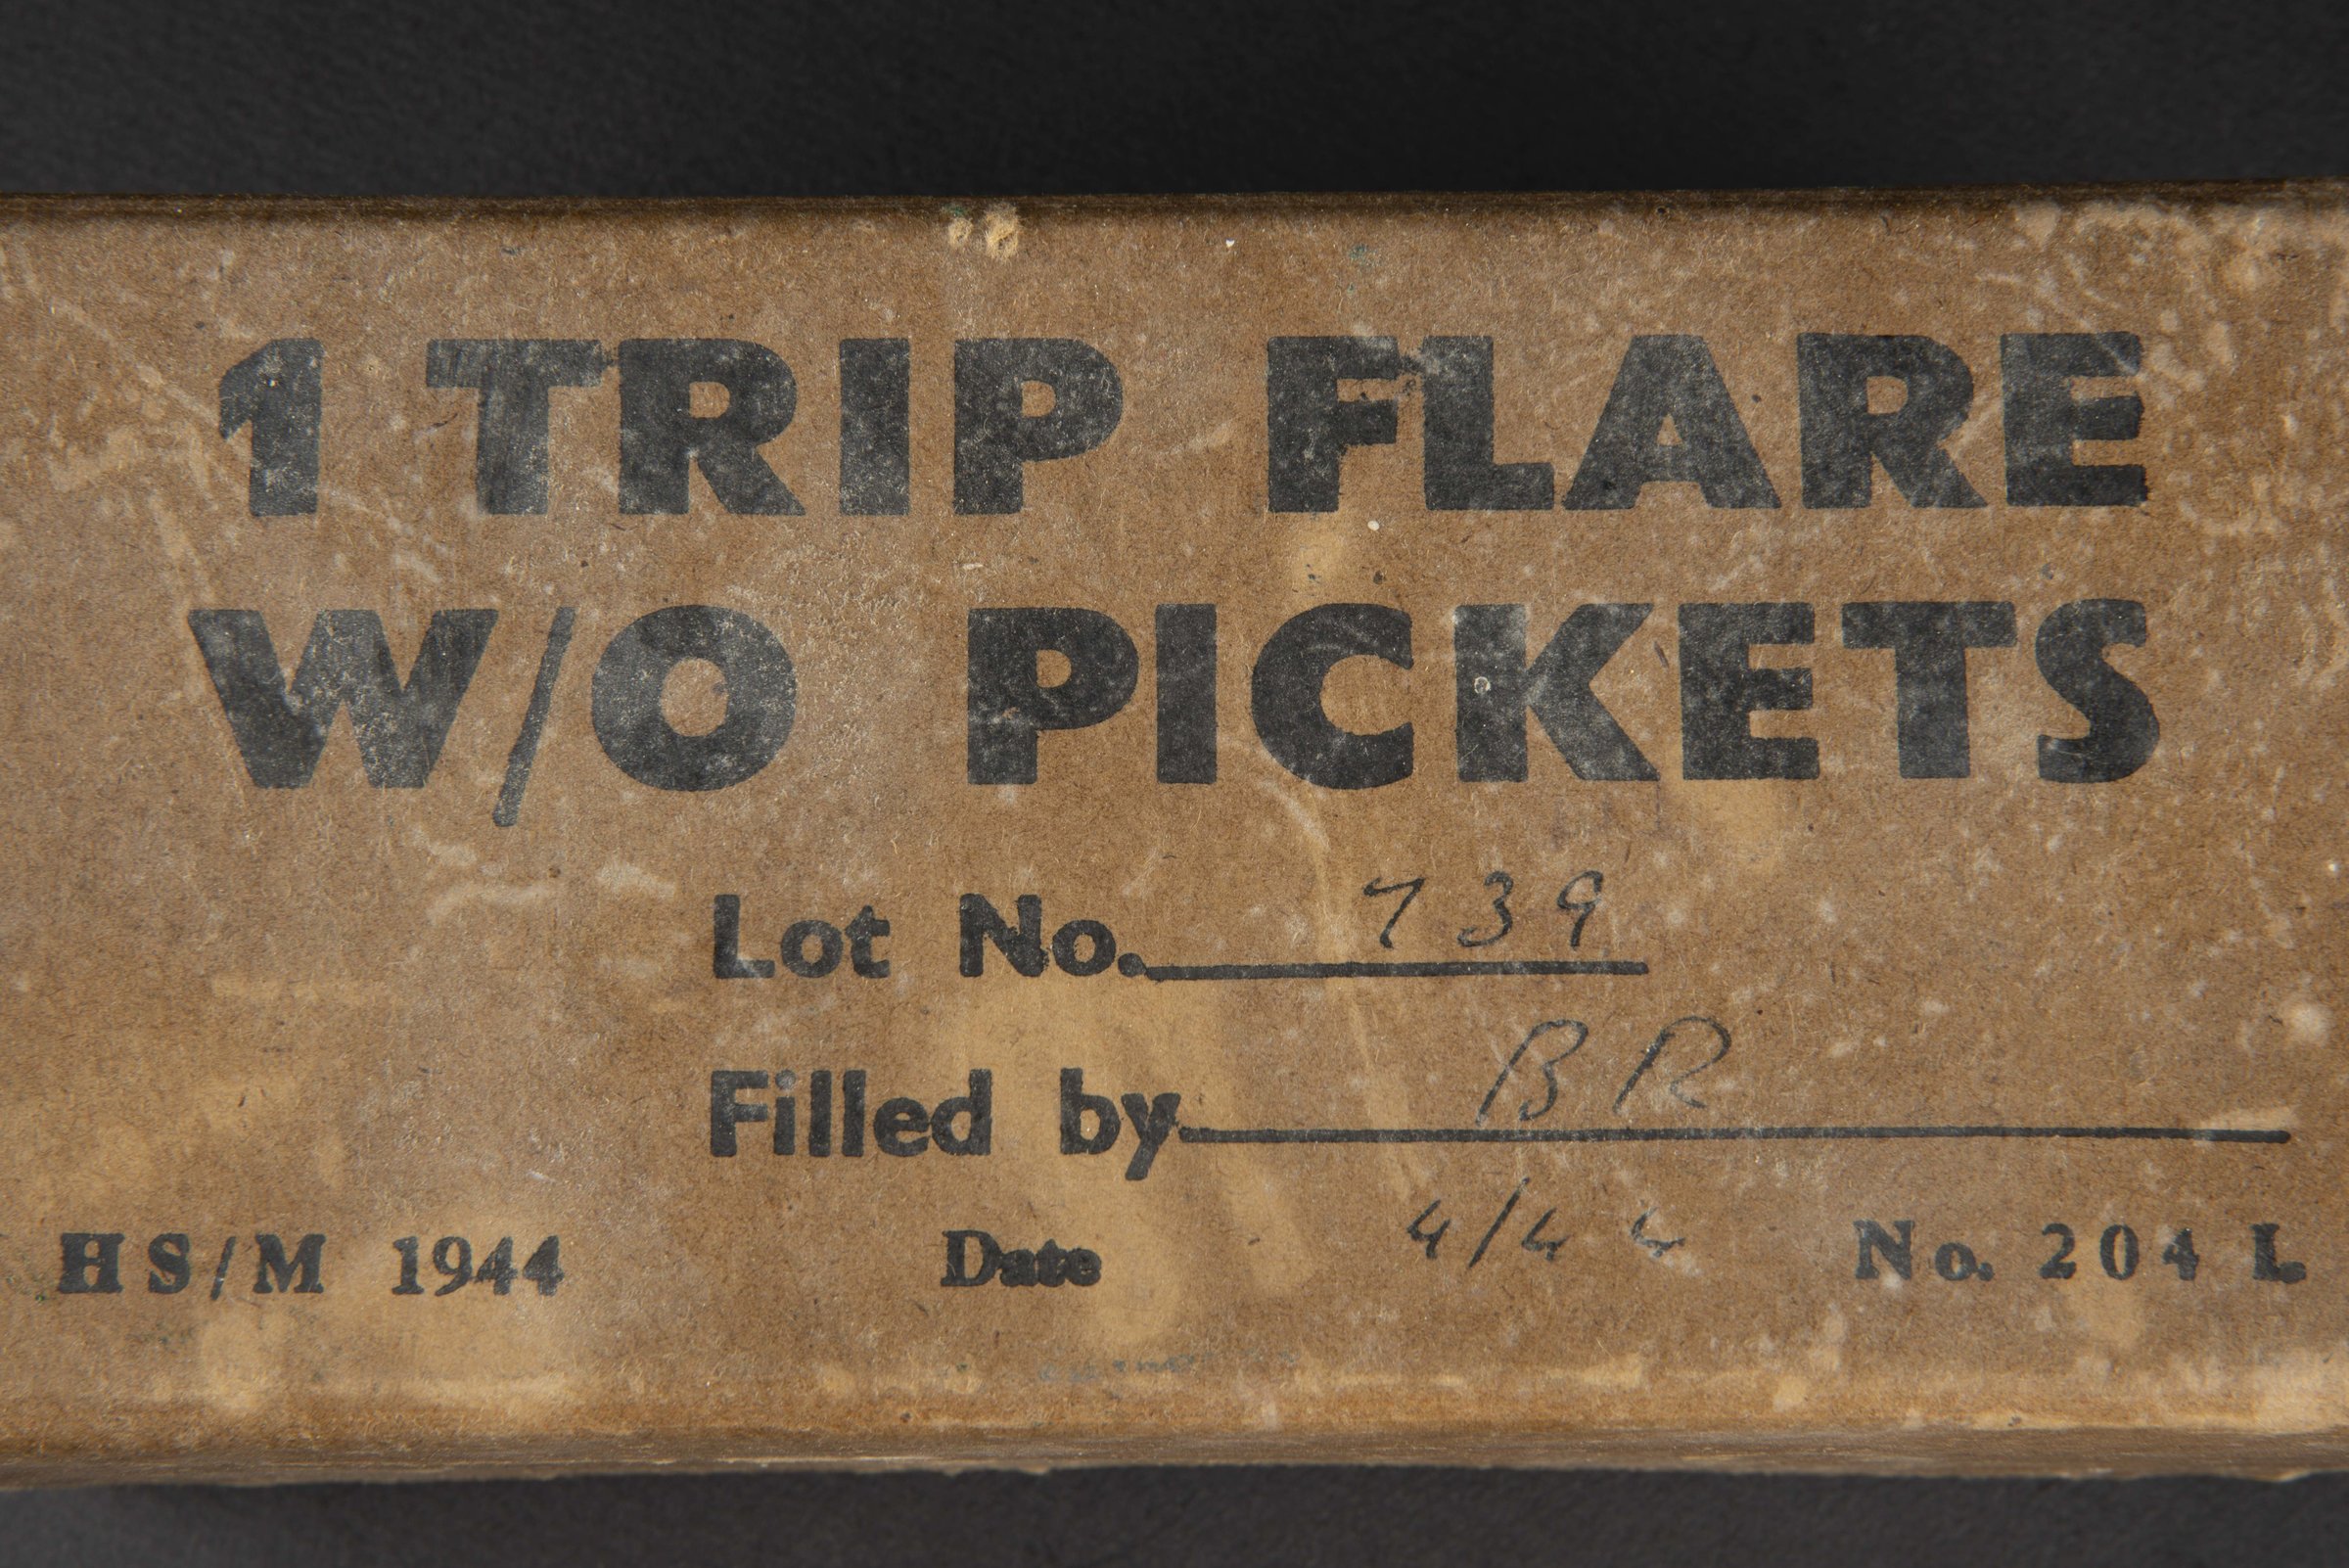 1 TRIP FLARE
W/O PICKETS
Lot No. 739
Filled by BR
HS/M 1944 Date 4/44 No. 204 L.